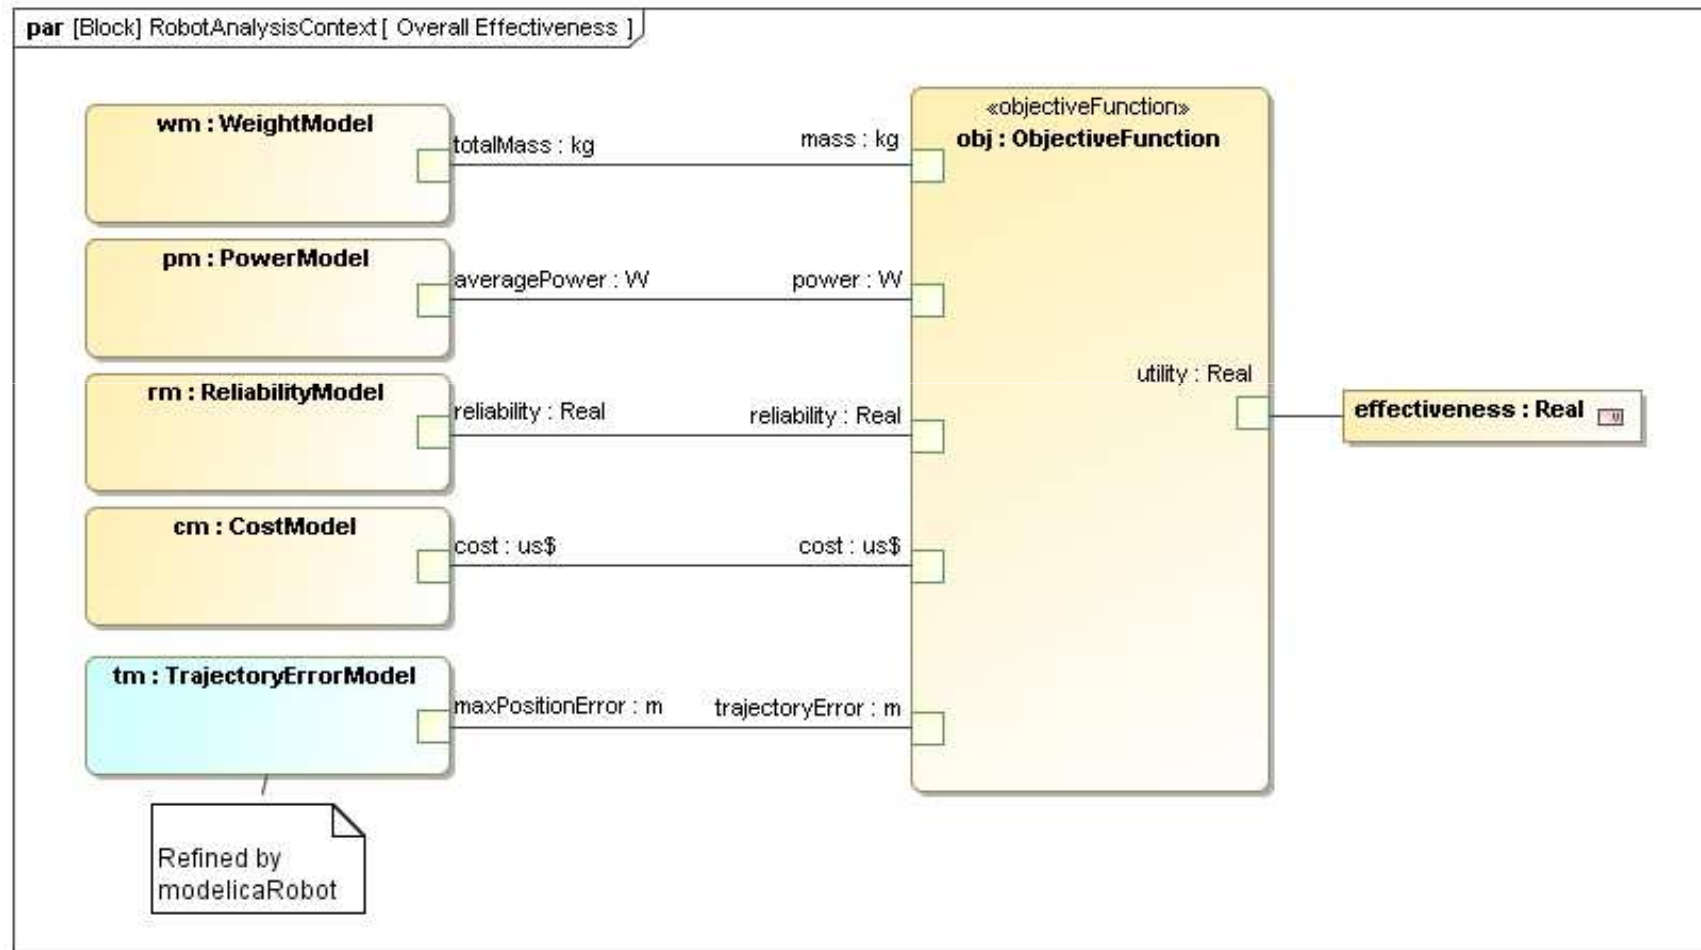 par [Block] RobotAnalysisContext [ Overall Effectiveness ]
«objectiveFunction»
obj : ObjectiveFunction
wm : WeightModel
totalMass : kg
mass : kg
pm : PowerModel
averagePower : W
power : W
utility : Real
rm : ReliabilityModel
reliability : Real
reliability : Real
effectiveness : Real
cm : CostModel
cost : us$
cost : us$
tm : TrajectoryErrorModel
maxPositionError : m
trajectoryError : m
Refined by
modelicaRobot